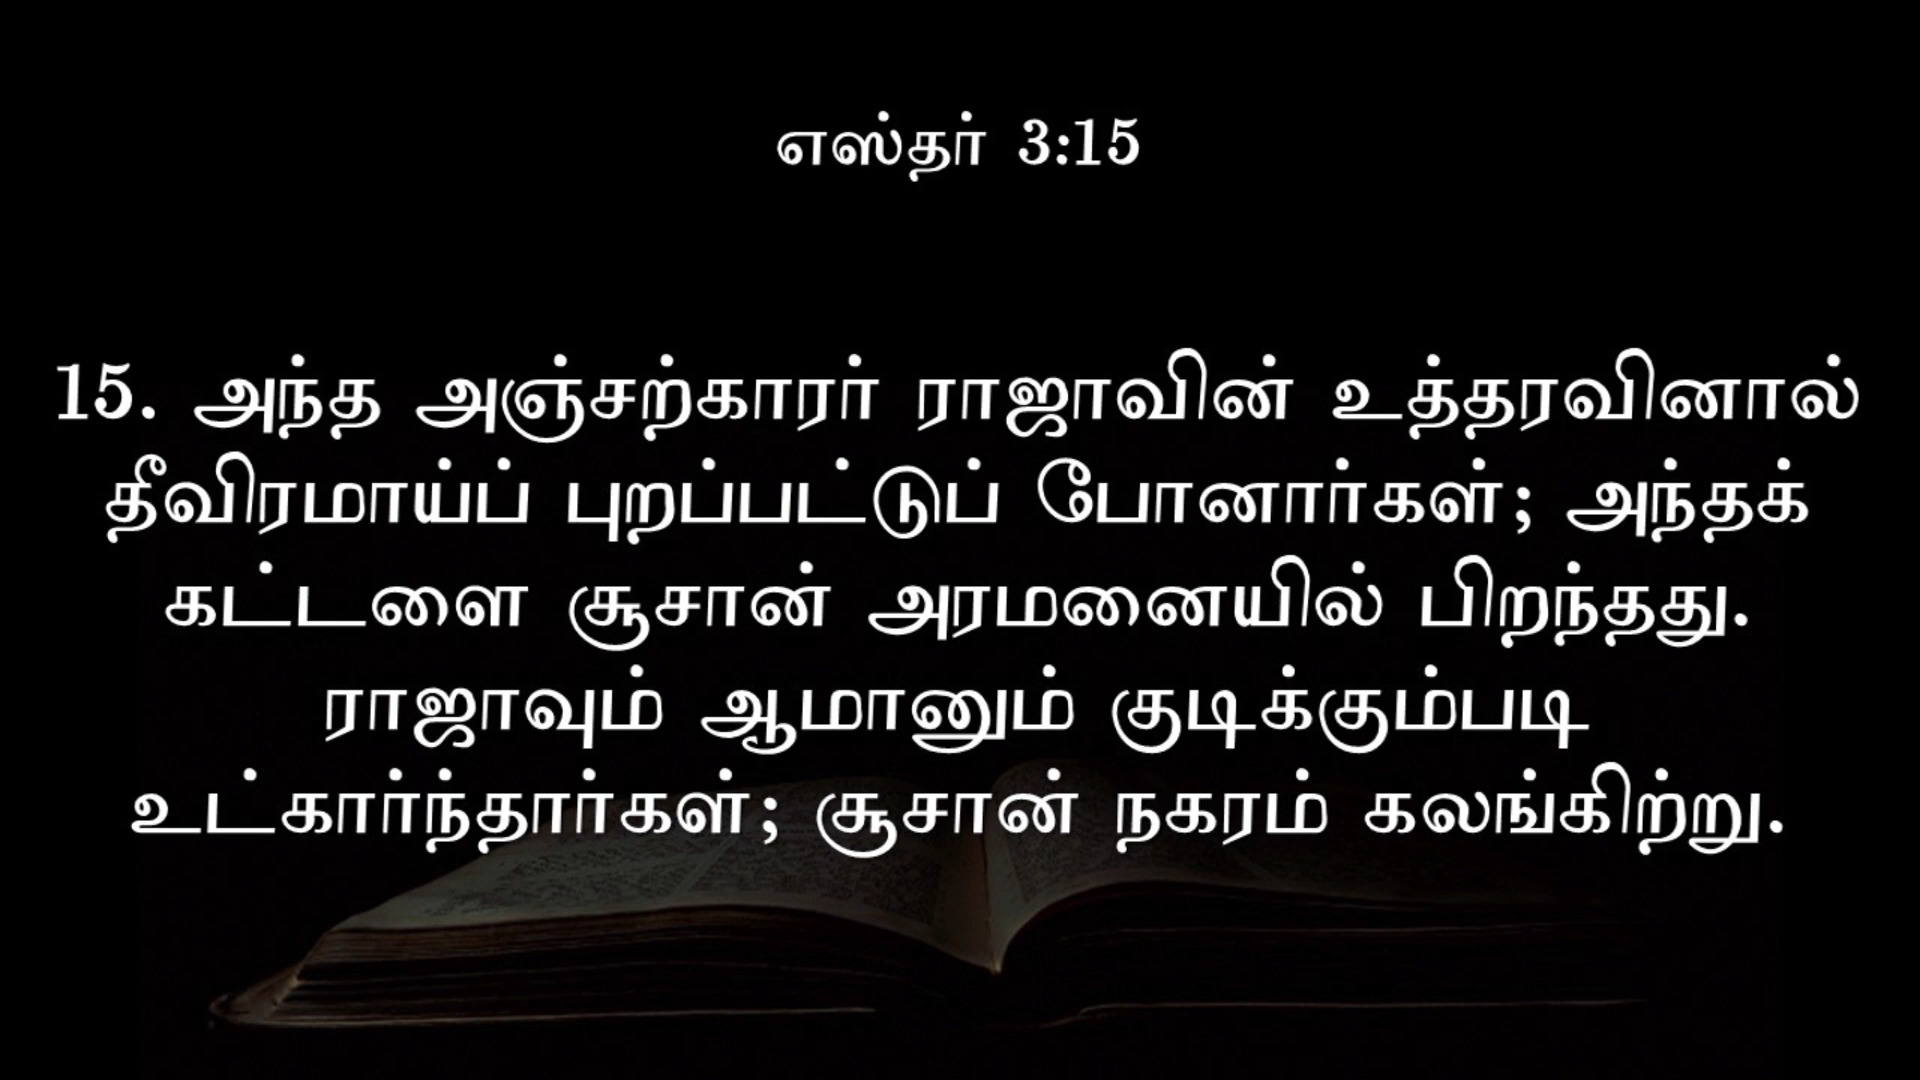 எஸ்தர் 3:15
15. அந்த அஞ்சற்காரர் ராஜாவின் உத்தரவினால்
தீவிரமாய்ப் புறப்பட்டுப் போனார்கள்; அந்தக்
கட்டளை சூசான் அரமனையில் பிறந்தது.
ராஜாவும் ஆமானும் குடிக்கும்படி
உட்கார்ந்தார்கள்; சூசான் நகரம் கலங்கிற்று.